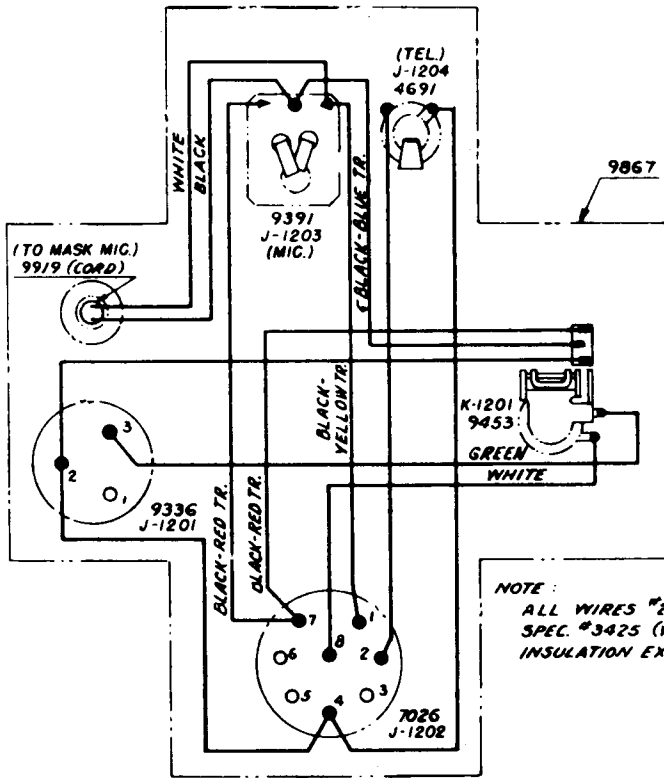 (TEL.)
J-1204
4691
WHITE
BLACK
BLACK-BLUE TR.
9867
9391
J-1203
(MIC.)
(TO MASK MIC.)
9919 (CORD)
BLACK-
YELLOW TR.
K-1201
9453
3
2
1
GREEN
WHITE
9336
J-1201
BLACK-RED TR.
BLACK-RED TR.
NOTE :
ALL WIRES
SPEC. #3425
INSULATION
7
1
8
6
2
5
3
4
7026
J-1202